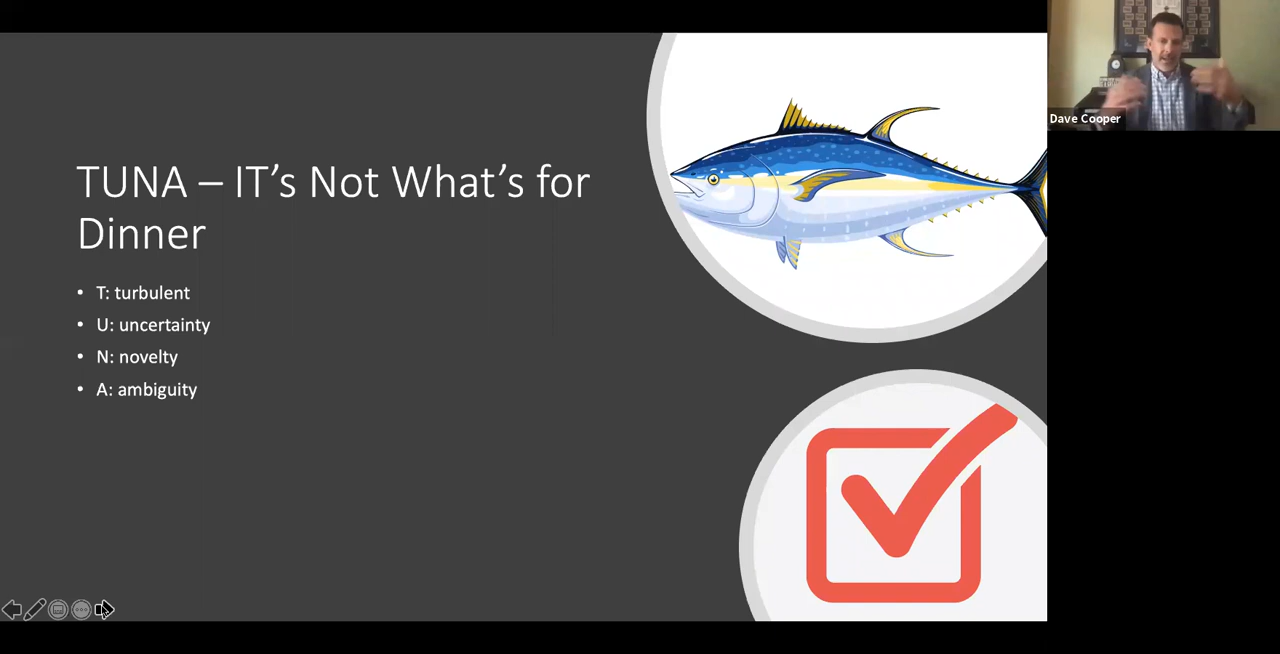 TUNA – IT's Not What's for
Dinner
• T: turbulent
• U: uncertainty
• N: novelty
• A: ambiguity
Dave Cooper